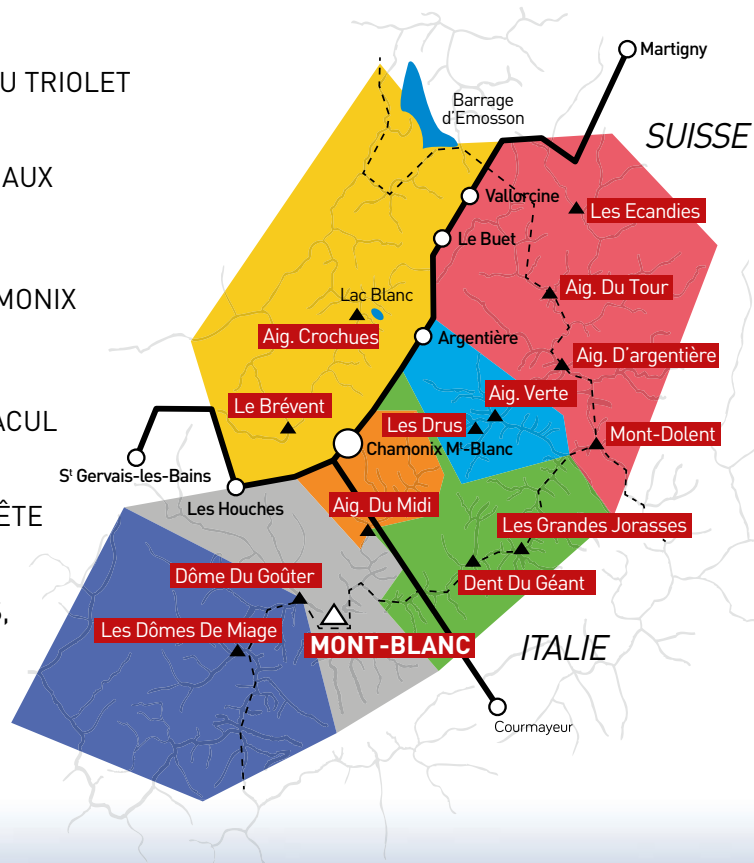 U TRIOLET
AUX
MONIX
ACUL
ÊTE
S,
Martigny
Barrage
d'Emosson
SUISSE
Vallorcine
Les Ecandies
Le Buet
Aig. Du Tour
Lac Blanc
Aig. Crochues
Argentière
Aig. D'argentière
Aig. Verte
Le Brévent
Les Drus
Mont-Dolent
Chamonix Mt-Blanc
St Gervais-les-Bains
Aig. Du Midi
Les Houches
Les Grandes Jorasses
Dôme Du Goûter
Dent Du Géant
Les Dômes De Miage
MONT-BLANC
ITALIE
Courmayeur